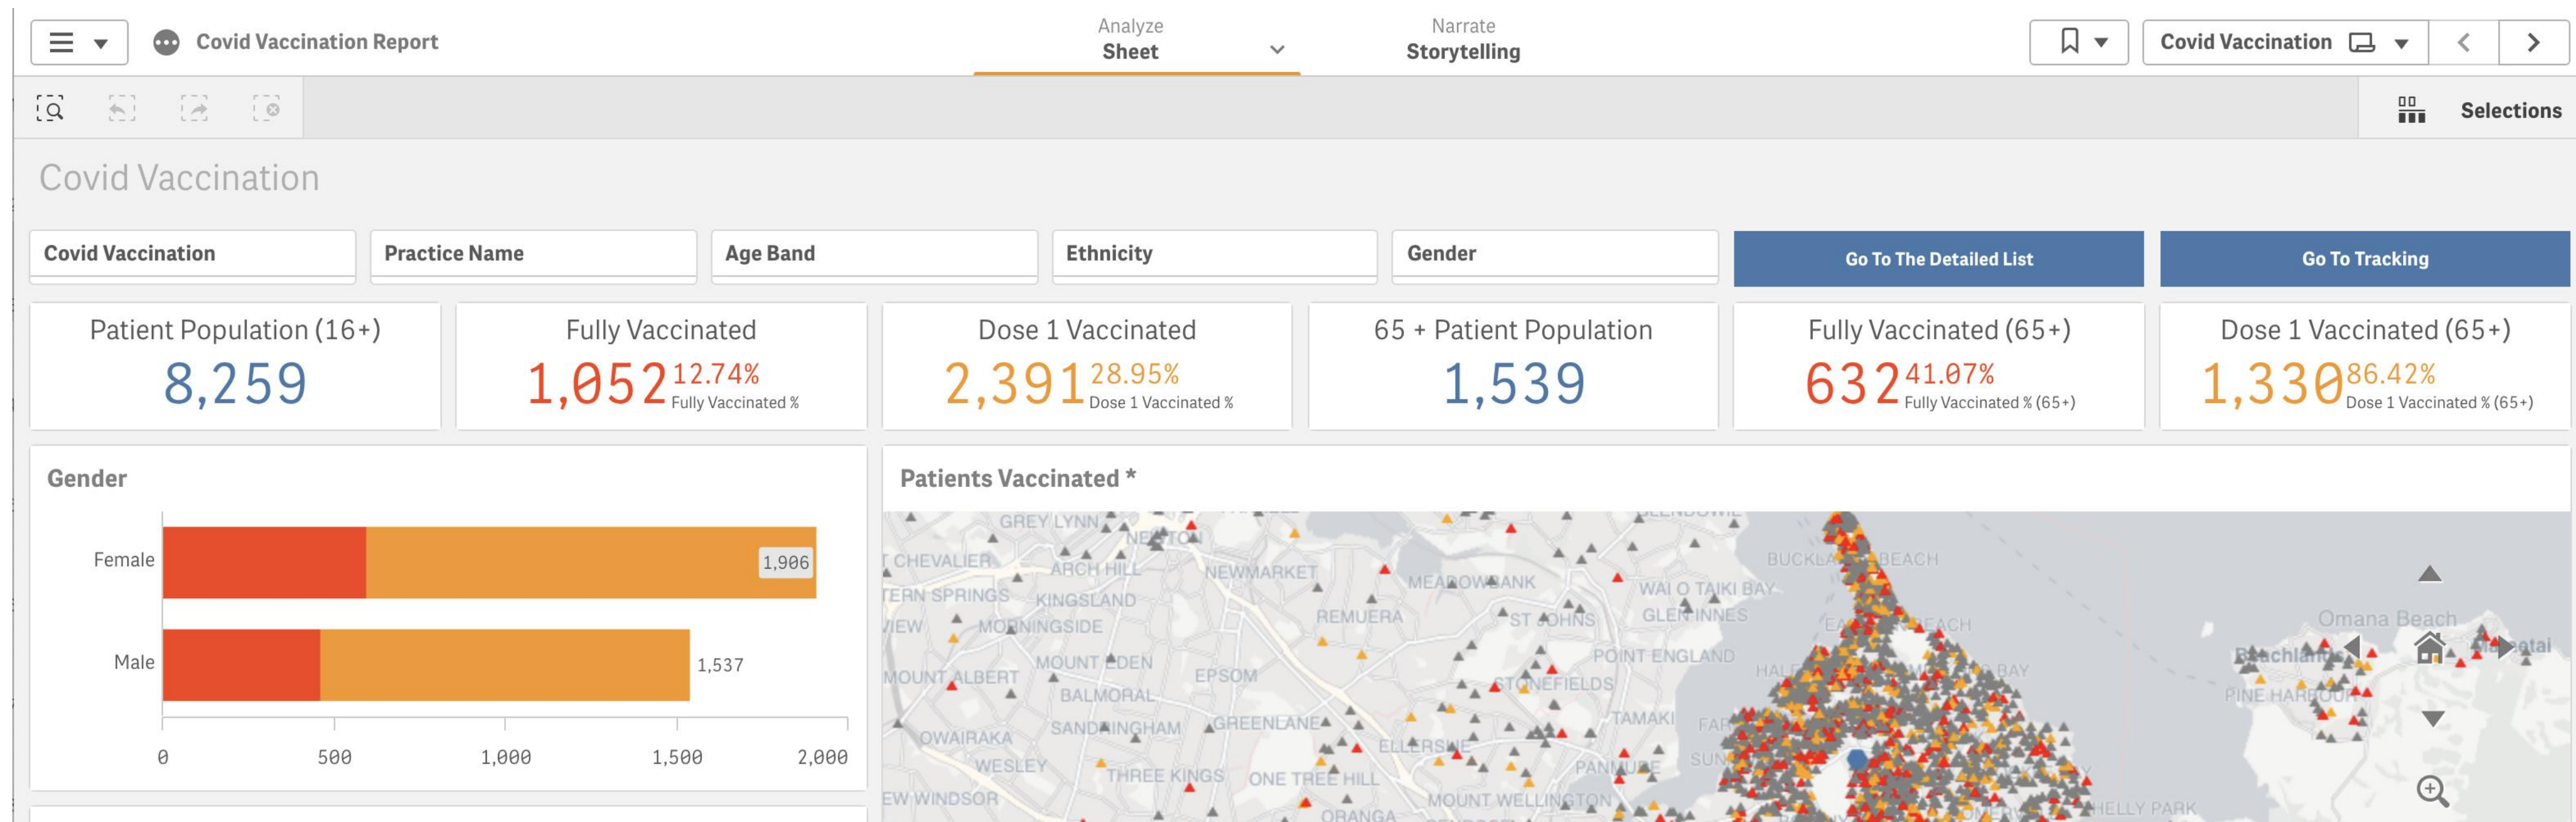 Covid Vaccination Report
Analyze
Sheet
Narrate
Storytelling
Covid Vaccination
Selections
Covid Vaccination
Covid Vaccination
Practice Name
Age Band
Ethnicity
Gender
Go To The Detailed List
Go To Tracking
Patient Population (16+)
8,259
Fully Vaccinated
1,052 12.74%
Fully Vaccinated %
Dose 1 Vaccinated
2,391 28.95%
Dose 1 Vaccinated %
65 + Patient Population
1,539
Fully Vaccinated (65+)
632 41.07%
Fully Vaccinated % (65+)
Dose 1 Vaccinated (65+)
1,330 86.42%
Dose 1 Vaccinated % (65+)
Gender
Female
1,906
Male
1,537
0 500 1,000 1,500 2,000
Patients Vaccinated *
GREY LYNN
NEWTON
CHEVALIER
ARCH HILL
NEWMARKET
MEADOWBANK
WAI O TAIKI BAY
BEACH
TERN SPRINGS
KINGSLAND
REMUERA
ST JOHNS
GLEN INNES
BEACH
Omana Beach
MORNINGSIDE
MOUNT EDEN
POINT ENGLAND
MOUNT ALBERT
EPSOM
STONEFIELDS
BAY
BALMORAL
PINE HARBOUR
SANDRINGHAM
GREENLANE
TAMAKI
OWAIRAKA
ELLERSLIE
WESLEY
THREE KINGS
ONE TREE HILL
PANMURE
EW WINDSOR
MOUNT WELLINGTON
SHELLY PARK
ORANGA